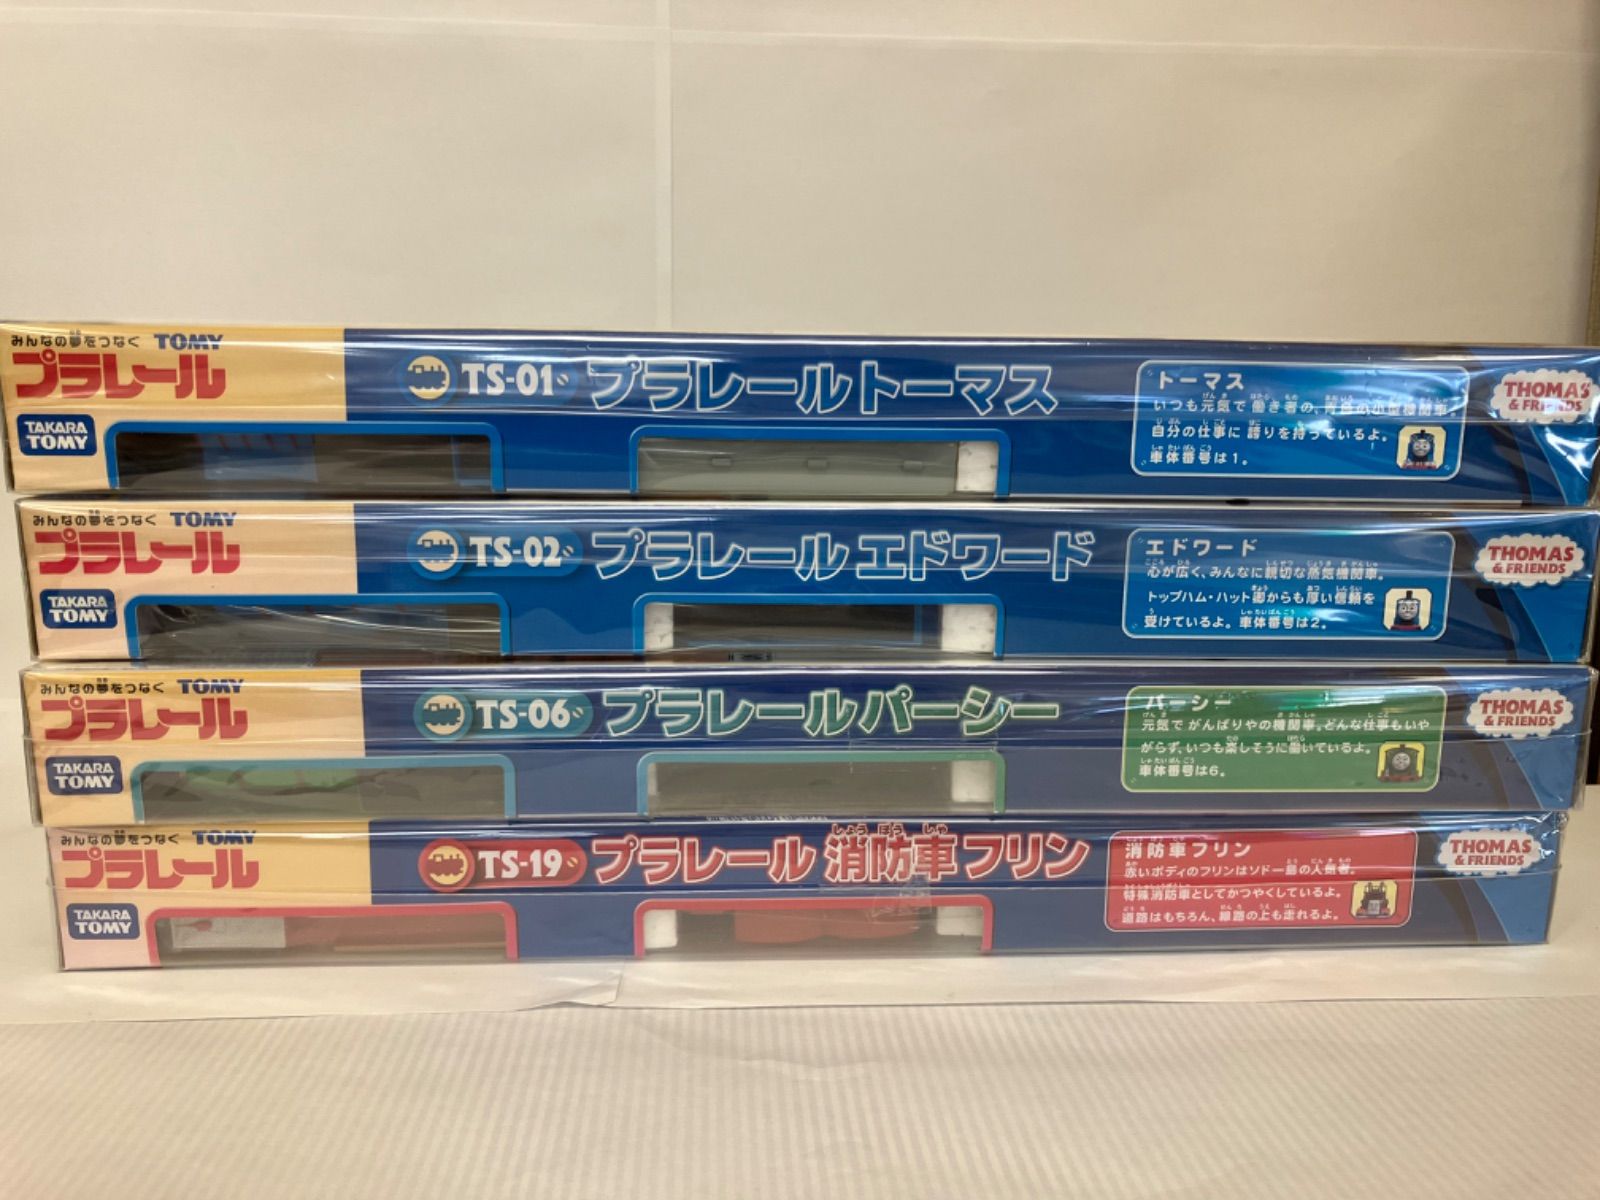 みんなの夢をつなぐ TOMY
プラレール
TAKARA TOMY
TS-01 プラレールトーマス
トーマス
いつも元気で働き者の、青色の小型機関車。
自分の仕事に誇りを持っているよ。
車体番号は1。
THOMAS & FRIENDS
みんなの夢をつなぐ TOMY
プラレール
TAKARA TOMY
TS-02 プラレール エドワード
エドワード
心が広く、みんなに親切な蒸気機関車。
トップハム・ハット卿からも厚い信頼を
受けているよ。車体番号は2。
THOMAS & FRIENDS
みんなの夢をつなぐ TOMY
プラレール
TAKARA TOMY
TS-06 プラレールパーシー
パーシー
元気でがんばりやの機関車。どんな仕事もいや
がらず、いつも楽しそうに働いているよ。
車体番号は6。
THOMAS & FRIENDS
みんなの夢をつなぐ TOMY
プラレール
TAKARA TOMY
TS-19 プラレール 消防車フリン
消防車フリン
赤いボディのフリンはソドー島の人気者。
特殊消防車としてかつやくしているよ。
道路はもちろん、線路の上も走れるよ。
THOMAS & FRIENDS